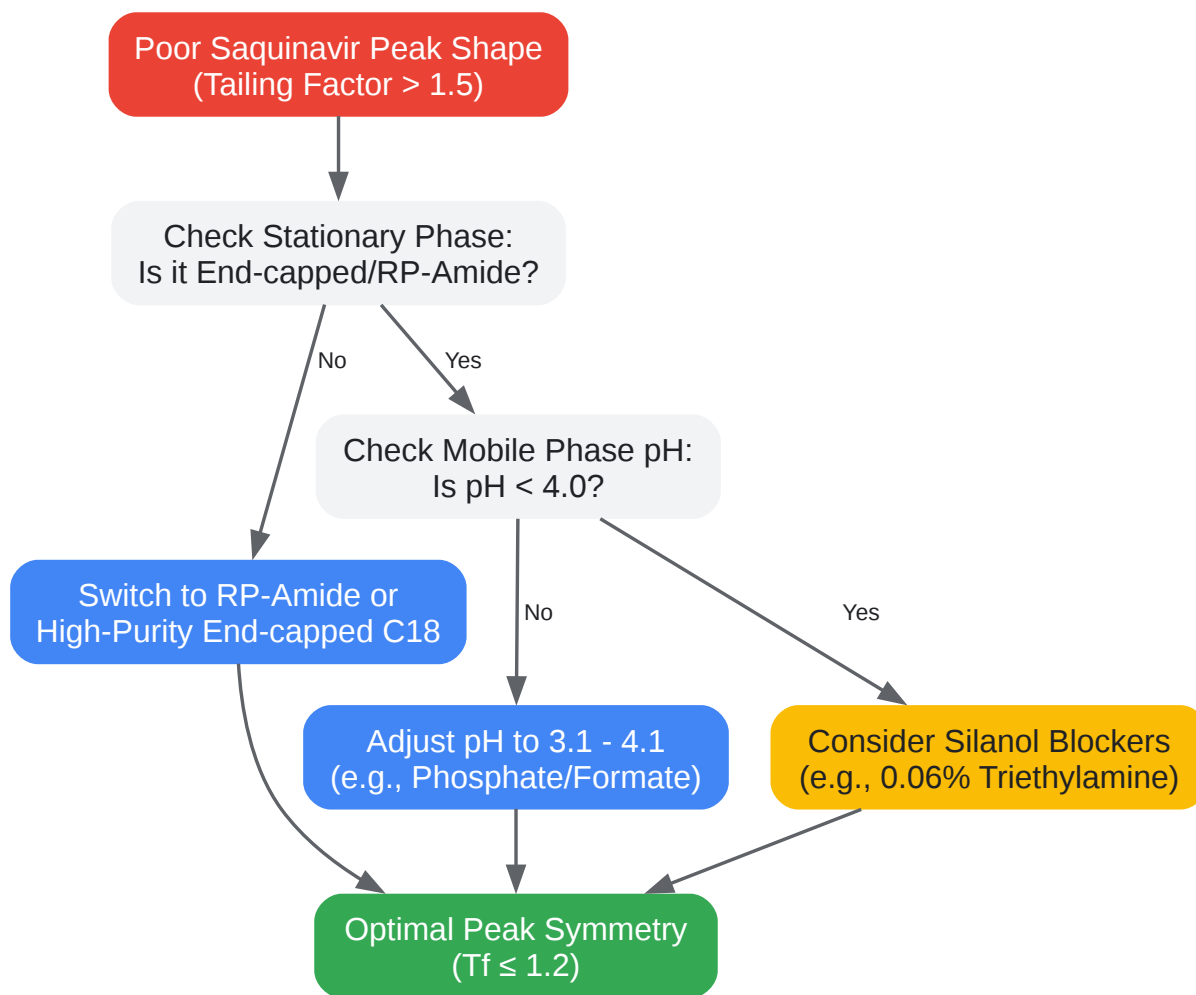 Poor Saquinavir Peak Shape
(Tailing Factor > 1.5)
Check Stationary Phase:
Is it End-capped/RP-Amide?
No
Yes
Check Mobile Phase pH:
Is pH < 4.0?
Switch to RP-Amide or
High-Purity End-capped C18
No
Yes
Adjust pH to 3.1 - 4.1
(e.g., Phosphate/Formate)
Consider Silanol Blockers
(e.g., 0.06% Triethylamine)
Optimal Peak Symmetry
(Tf ≤ 1.2)